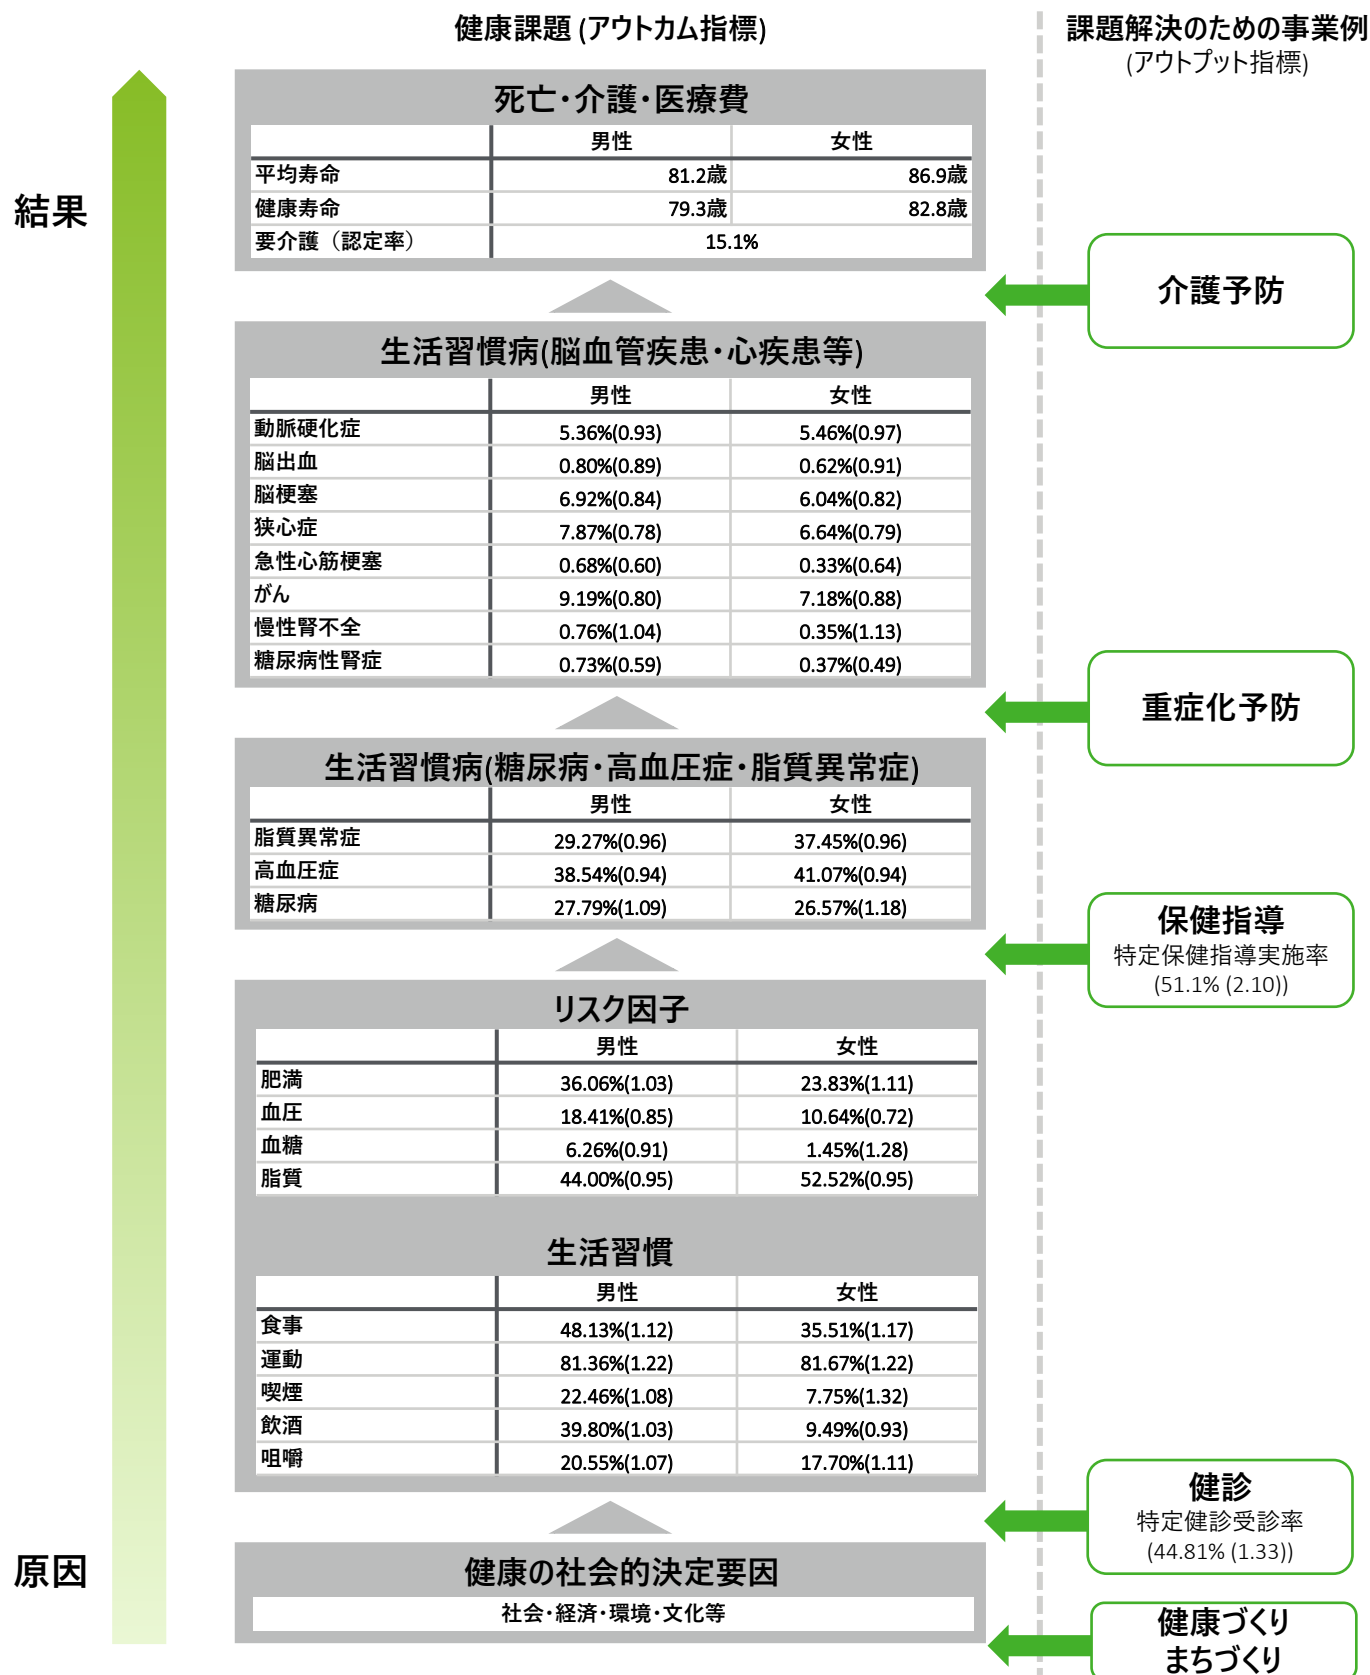 健康課題 (アウトカム指標)
課題解決のための事業例
(アウトプット指標)
結果
死亡・介護・医療費
男性 女性
平均寿命 81.2歳 86.9歳
健康寿命 79.3歳 82.8歳
要介護（認定率） 15.1%
介護予防
生活習慣病(脳血管疾患・心疾患等)
男性 女性
動脈硬化症 5.36%(0.93) 5.46%(0.97)
脳出血 0.80%(0.89) 0.62%(0.91)
脳梗塞 6.92%(0.84) 6.04%(0.82)
狭心症 7.87%(0.78) 6.64%(0.79)
急性心筋梗塞 0.68%(0.60) 0.33%(0.64)
がん 9.19%(0.80) 7.18%(0.88)
慢性腎不全 0.76%(1.04) 0.35%(1.13)
糖尿病性腎症 0.73%(0.59) 0.37%(0.49)
重症化予防
生活習慣病(糖尿病・高血圧症・脂質異常症)
男性 女性
脂質異常症 29.27%(0.96) 37.45%(0.96)
高血圧症 38.54%(0.94) 41.07%(0.94)
糖尿病 27.79%(1.09) 26.57%(1.18)
保健指導
特定保健指導実施率
(51.1% (2.10))
リスク因子
男性 女性
肥満 36.06%(1.03) 23.83%(1.11)
血圧 18.41%(0.85) 10.64%(0.72)
血糖 6.26%(0.91) 1.45%(1.28)
脂質 44.00%(0.95) 52.52%(0.95)
生活習慣
男性 女性
食事 48.13%(1.12) 35.51%(1.17)
運動 81.36%(1.22) 81.67%(1.22)
喫煙 22.46%(1.08) 7.75%(1.32)
飲酒 39.80%(1.03) 9.49%(0.93)
咀嚼 20.55%(1.07) 17.70%(1.11)
健診
特定健診受診率
(44.81% (1.33))
原因
健康の社会的決定要因
社会・経済・環境・文化等
健康づくり
まちづくり